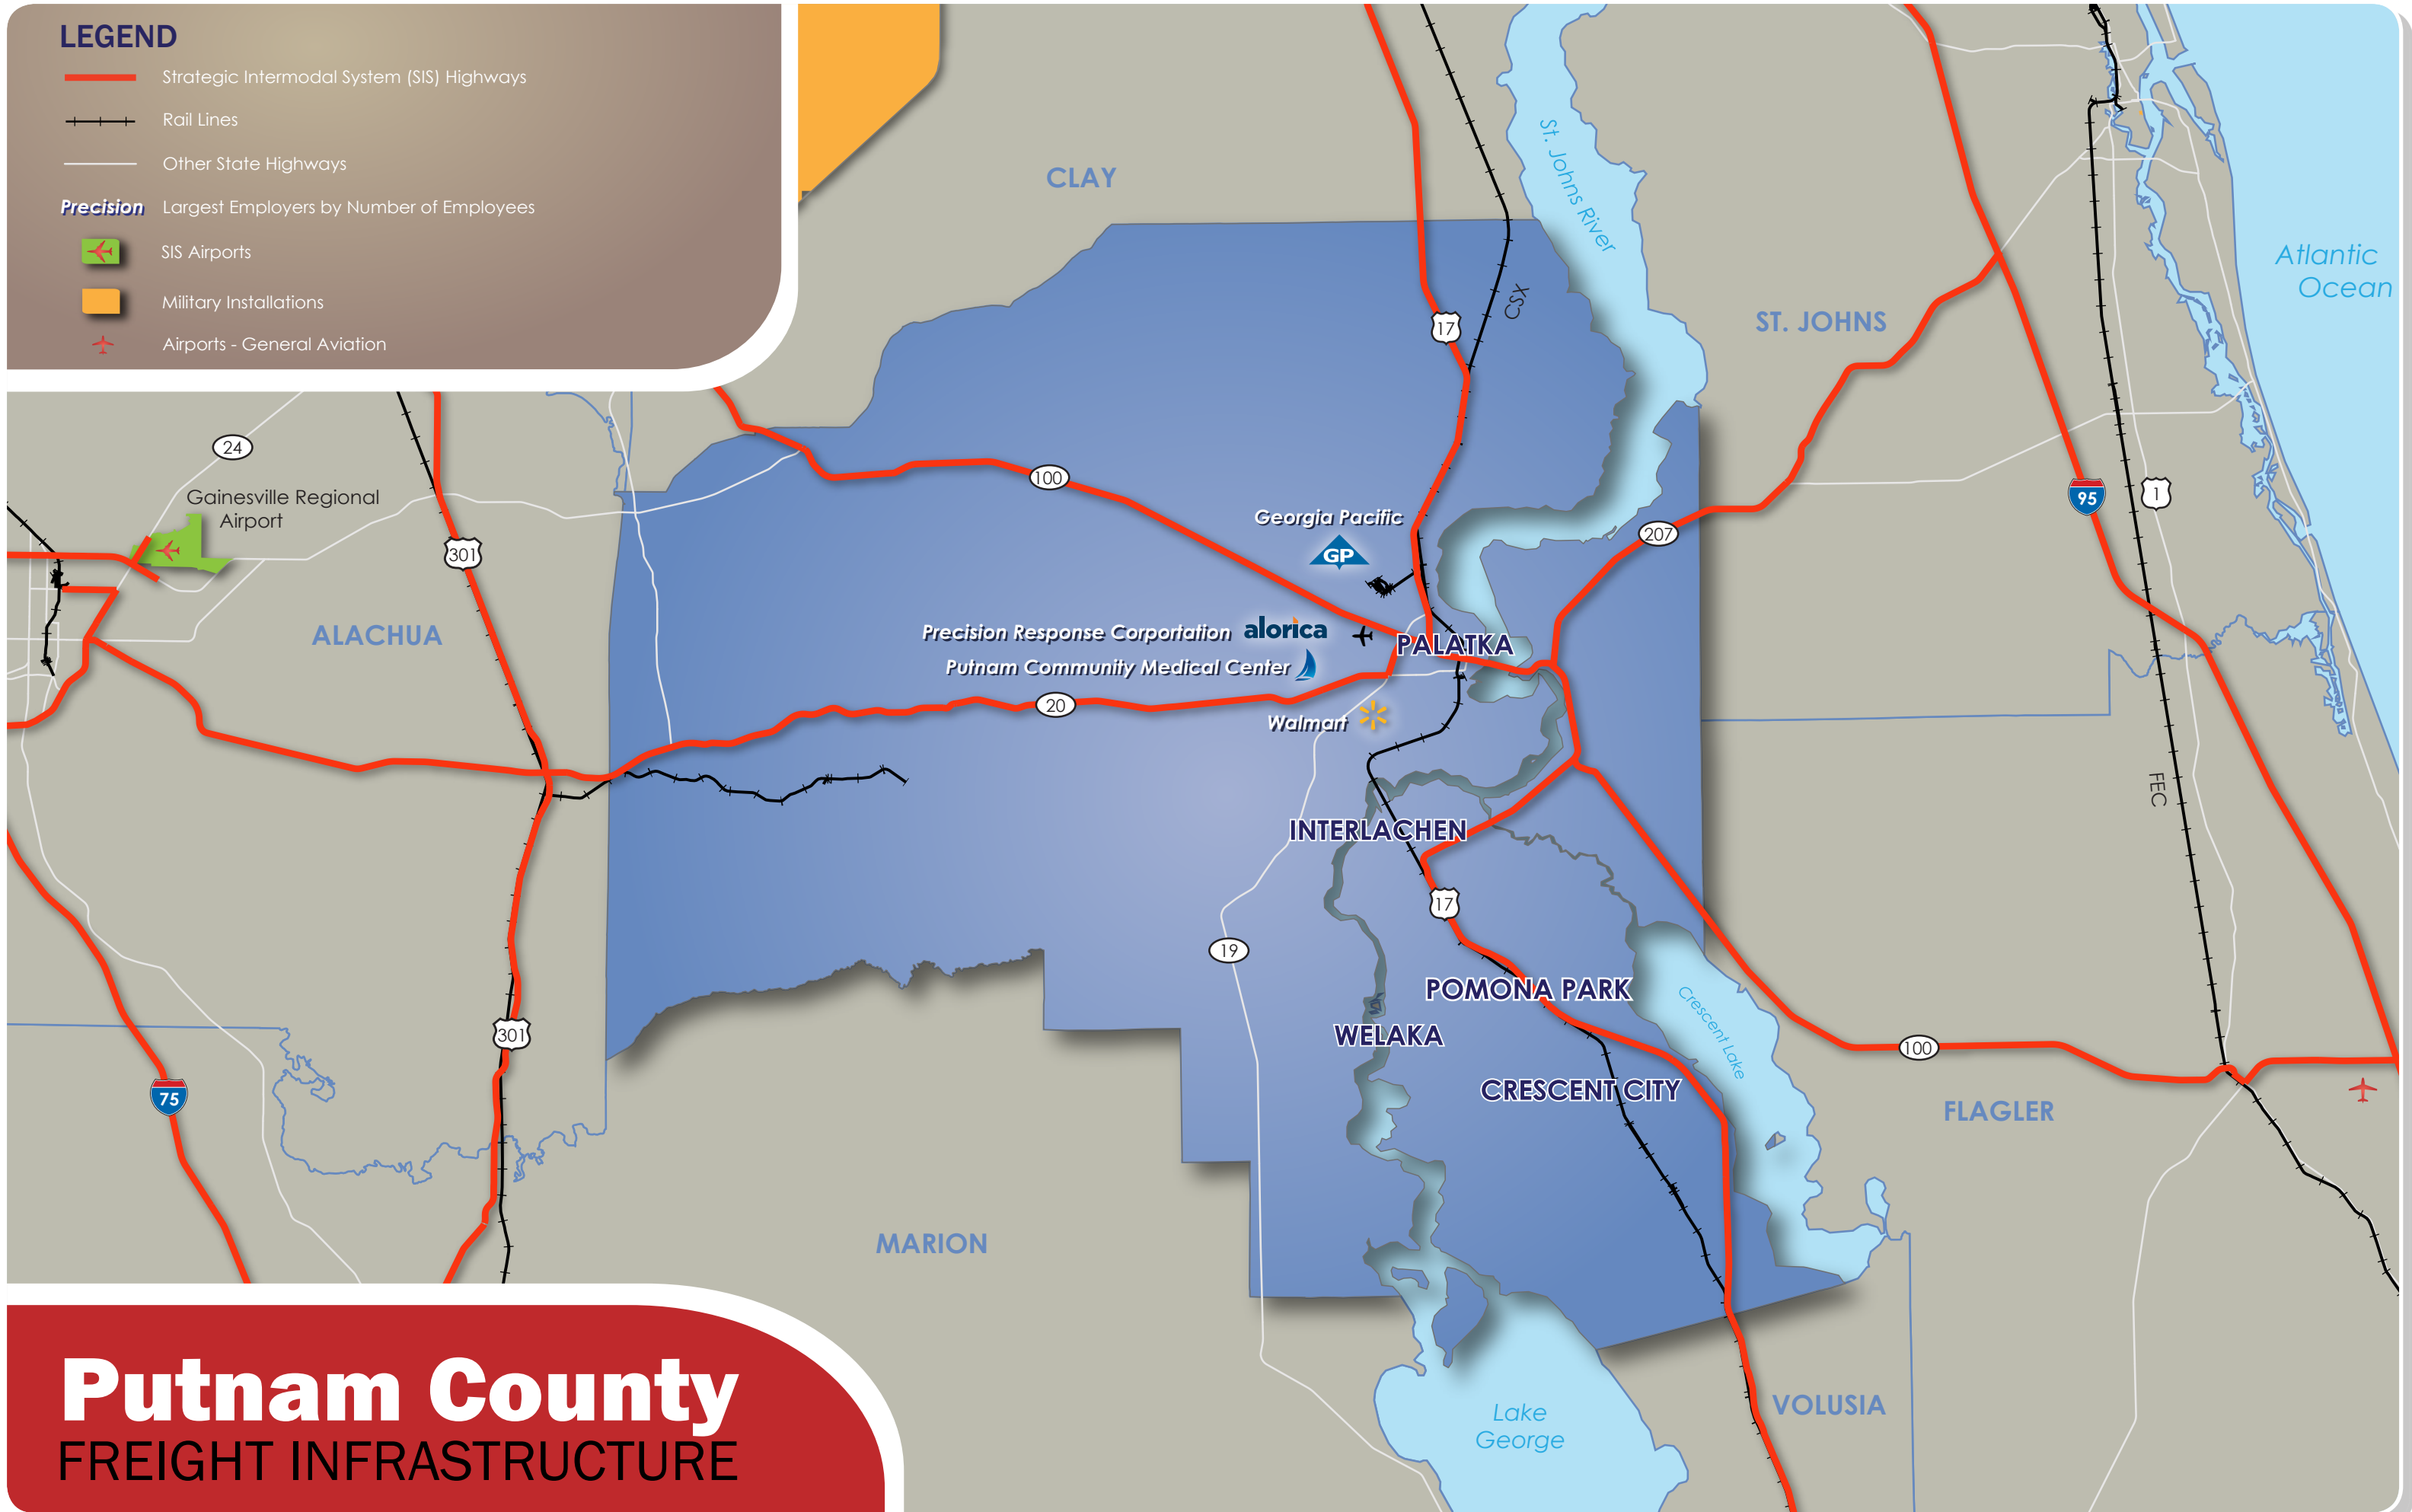 LEGEND
Strategic Intermodal System (SIS) Highways
Rail Lines
Other State Highways
Precision Largest Employers by Number of Employees
SIS Airports
Military Installations
Airports - General Aviation
CLAY
St. Johns River
Atlantic
Ocean
ST. JOHNS
CSX
17
24
100
Gainesville Regional
Airport
301
95
1
207
Georgia Pacific
GP
ALACHUA
Precision Response Corportation alorica
PALATKA
Putnam Community Medical Center
20
Walmart
FEC
INTERLACHEN
17
19
POMONA PARK
WELAKA
Crescent Lake
301
100
75
CRESCENT CITY
FLAGLER
MARION
VOLUSIA
Lake
George
Putnam County
FREIGHT INFRASTRUCTURE